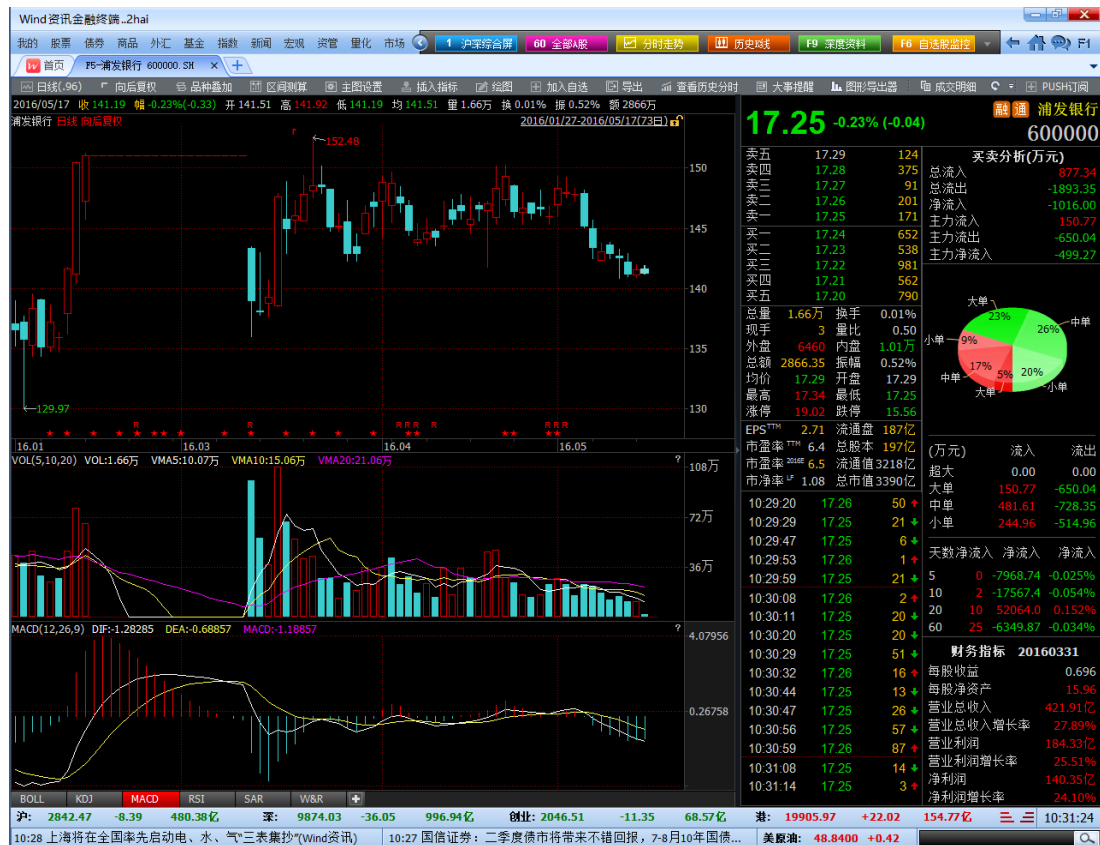 Wind资讯金融终端..2hai
我的 股票 债券 商品 外汇 基金 指数 新闻 宏观 资管 量化 市场 1 沪深综合屏 60 全部A股 分时走势 历史K线 F9 深度资料 F6 自选股监控 F1
首页 F5-浦发银行 600000.SH × +
日线(.96) 向后复权 品种叠加 区间测算 主图设置 插入指标 绘图 加入自选 导出 查看历史分时 大事提醒 图形导出器 成交明细 PUSH订阅
2016/05/17 收 141.19 幅 -0.23%(-0.33) 开 141.51 高 141.92 低 141.19 均 141.51 量 1.66万 换 0.01% 振 0.52% 额 2866万
浦发银行 日线 向后复权 2016/01/27-2016/05/17(73日)
r
152.48
150
145
140
135
130
129.97
R R RRR R RRR
16.01 16.03 16.04 16.05
VOL(5,10,20) VOL:1.66万 VMA5:10.07万 VMA10:15.06万 VMA20:21.06万 ?
108万
72万
36万
MACD(12,26,9) DIF:-1.28285 DEA:-0.68857 MACD:-1.18857 ?
4.07956
0.26758
BOLL KDJ MACD RSI SAR W&R +
17.25 -0.23% (-0.04)
卖五 17.29 124
卖四 17.28 375
卖三 17.27 91
卖二 17.26 201
卖一 17.25 171
买一 17.24 652
买二 17.23 538
买三 17.22 981
买四 17.21 562
买五 17.20 790
总量 1.66万 换手 0.01%
现手 3 量比 0.50
外盘 6460 内盘 1.01万
总额 2866.35 振幅 0.52%
均价 17.29 开盘 17.29
最高 17.34 最低 17.25
涨停 19.02 跌停 15.56
EPS TTM 2.71 流通盘 187亿
市盈率 TTM 6.4 总股本 197亿
市盈率 2016E 6.5 流通值 3218亿
市净率 LF 1.08 总市值 3390亿
10:29:20 17.26 50
10:29:29 17.25 21
10:29:47 17.25 6
10:29:53 17.26 1
10:29:59 17.25 21
10:30:08 17.26 2
10:30:11 17.25 20
10:30:20 17.25 20
10:30:29 17.25 51
10:30:32 17.26 16
10:30:44 17.25 13
10:30:47 17.25 26
10:30:56 17.25 57
10:30:59 17.26 87
10:31:08 17.25 14
10:31:14 17.25 3
融 通 浦发银行
600000
买卖分析(万元)
总流入 877.34
总流出 -1893.35
净流入 -1016.00
主力流入 150.77
主力流出 -650.04
主力净流入 -499.27
大单 23%
26% 中单
小单 9%
17% 中单
5% 大单
20% 小单
(万元) 流入 流出
超大 0.00 0.00
大单 150.77 -650.04
中单 481.61 -728.35
小单 244.96 -514.96
天数 净流入 净流入 净流入
5 0 -7968.74 -0.025%
10 2 -17567.4 -0.054%
20 10 52064.0 0.152%
60 25 -6349.87 -0.034%
财务指标 20160331
每股收益 0.696
每股净资产 15.96
营业总收入 421.91亿
营业总收入增长率 27.89%
营业利润 184.33亿
营业利润增长率 25.51%
净利润 140.35亿
净利润增长率 24.10%
沪: 2842.47 -8.39 480.38亿 深: 9874.03 -36.05 996.94亿 创业: 2046.51 -11.35 68.57亿 港: 19905.97 +22.02 154.77亿 10:31:24
10:28 上海将在全国率先启动电、水、气“三表集抄”(Wind资讯) 10:27 国信证券：二季度债市将带来不错回报，7-8月10年国债... 美原油: 48.8400 +0.42